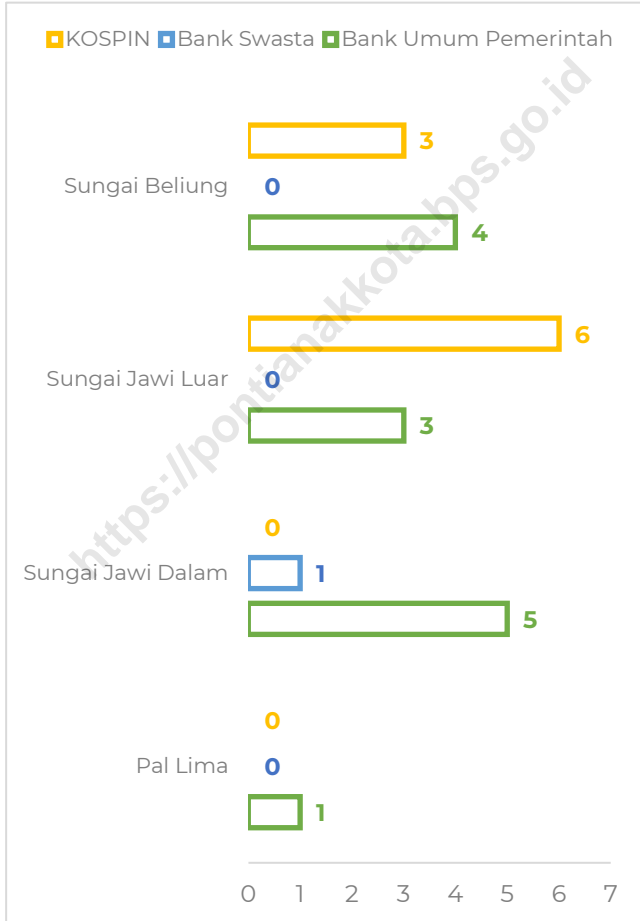 KOSPIN Bank Swasta Bank Umum Pemerintah
3
Sungai Beliung 0
4
6
Sungai Jawi Luar 0
3
0
Sungai Jawi Dalam 1
5
0
Pal Lima 0
1
0 1 2 3 4 5 6 7
https://pontianakkota.bps.go.id